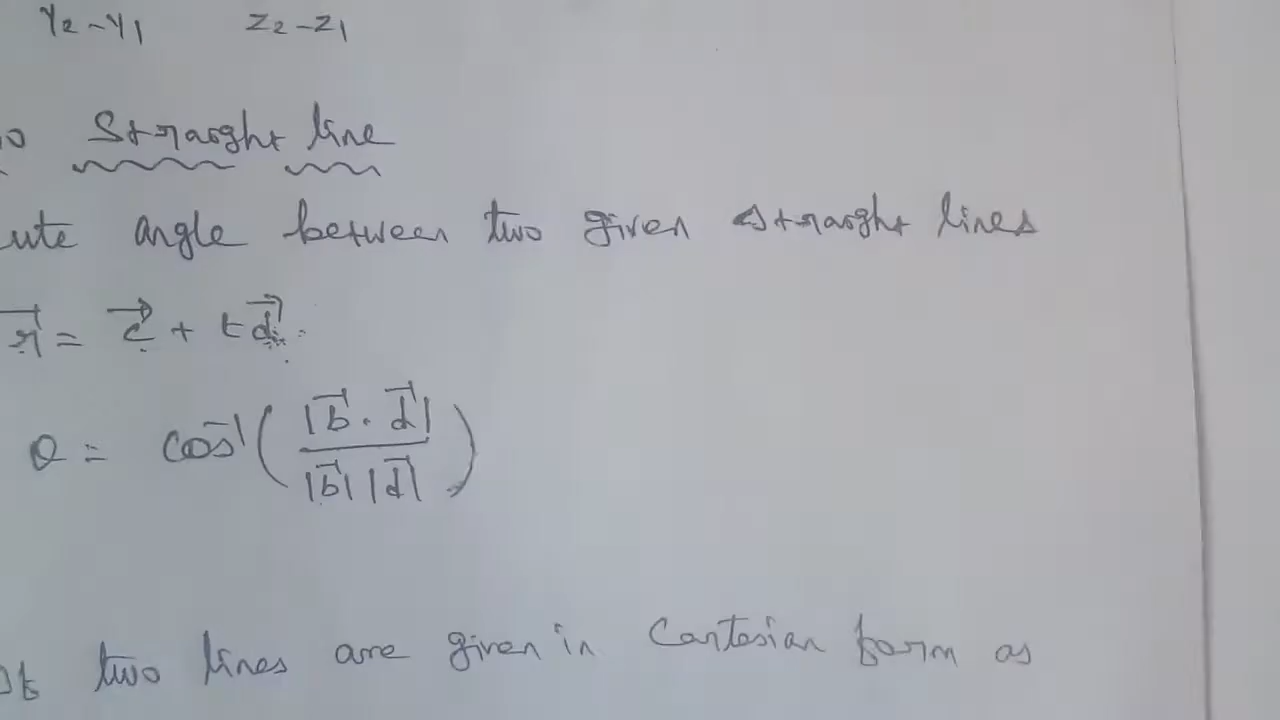 y₂-y₁ z₂-z₁
Straight line
angle between two given straight lines
r⃗ = c⃗ + t d⃗
θ = cos⁻¹ ( |b⃗ . d⃗| / |b⃗| |d⃗| )
If two lines are given in Cartesian form as